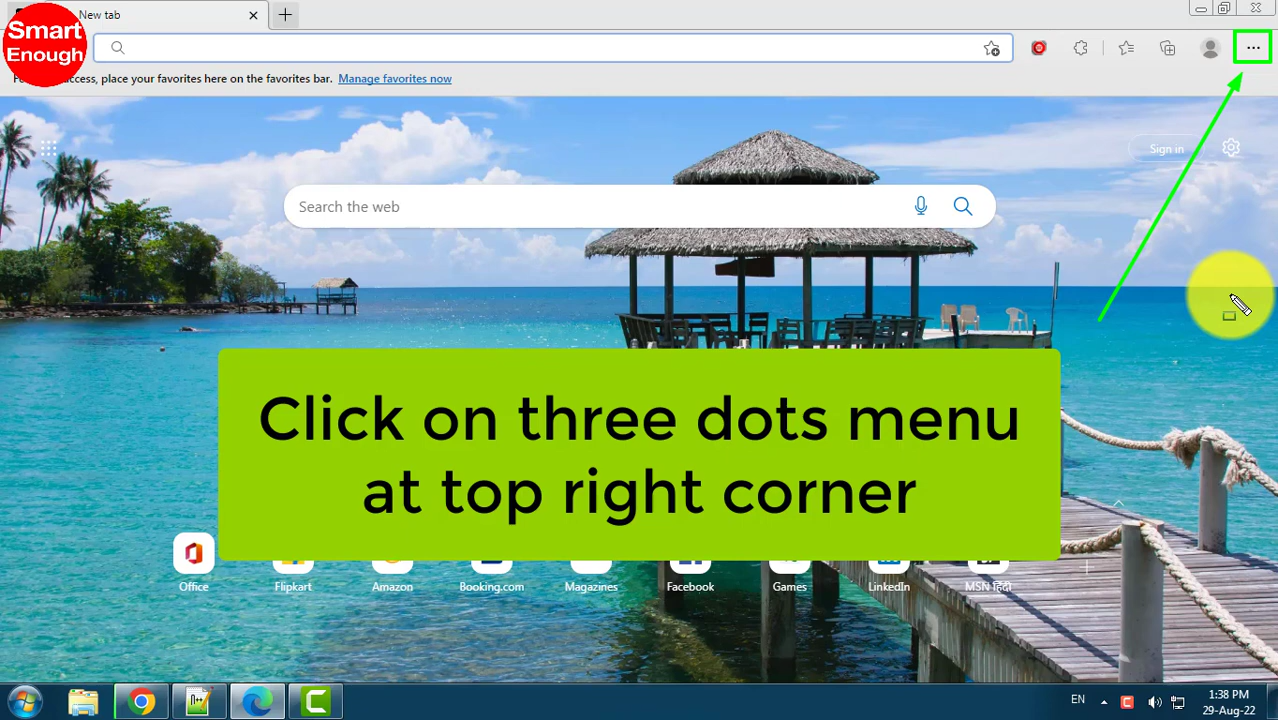 Smart
Enough
New tab
access, place your favorites here on the favorites bar. Manage favorites now
Sign in
Search the web
Click on three dots menu
at top right corner
Office
Flipkart
Amazon
Booking.com
Magazines
Facebook
Games
LinkedIn
MSN हिंदी
EN
1:38 PM
29-Aug-22